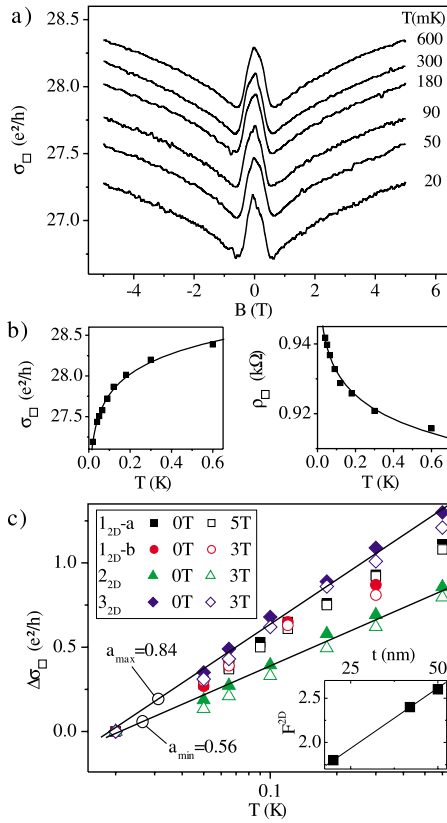 a)
T(mK)
28.5
28.0
27.5
27.0
σ□ (e²/h)
600
300
180
90
50
20
-4 -2 0 2 4 6
B (T)
b)
28.5
28.0
27.5
σ□ (e²/h)
0.0 0.2 0.4 0.6
T (K)
0.94
0.92
ρ□ (kΩ)
0.0 0.2 0.4 0.6
T (K)
c)
1.0
0.5
0.0
Δσ□ (e²/h)
1₂D-a 0T 5T
1₂D-b 0T 3T
2₂D 0T 3T
3₂D 0T 3T
a max=0.84
a min=0.56
0.1
T (K)
t (nm)
25 50
2.5
2.0
F²ᴰ